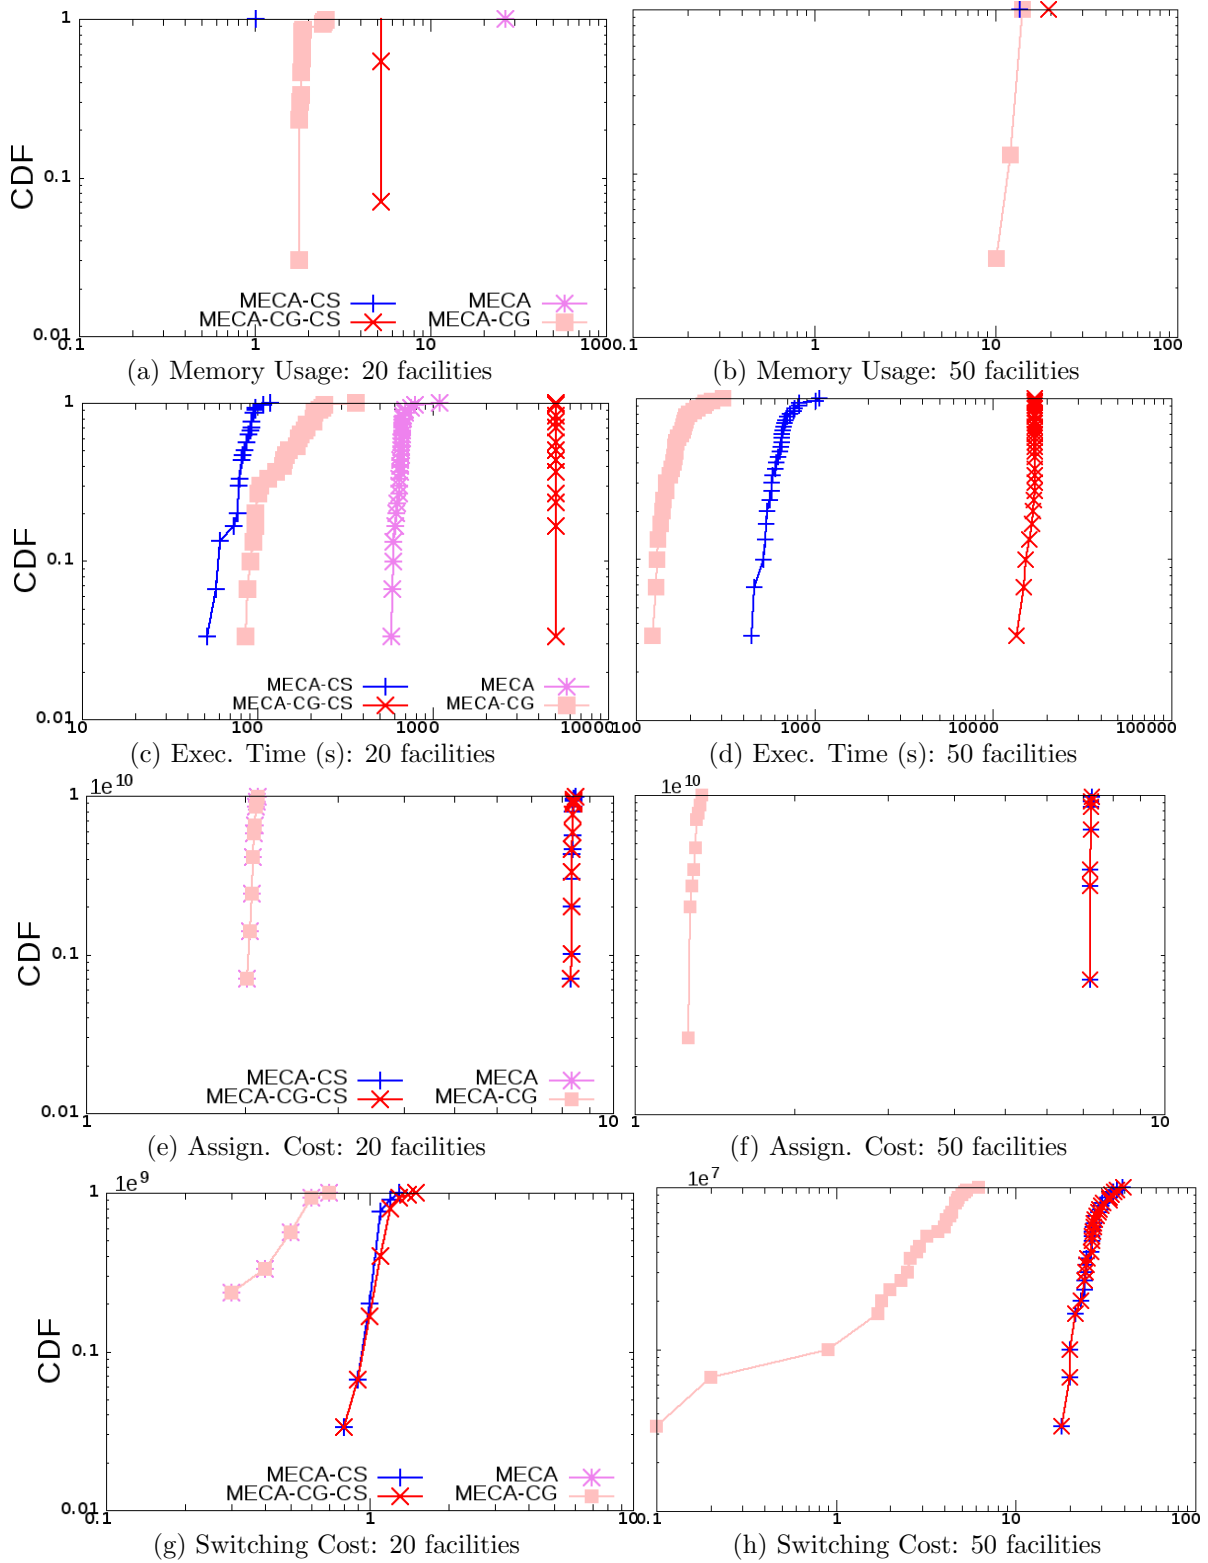 1
CDF
0.1
MECA-CS MECA
MECA-CG-CS MECA-CG
0.01
0.1 1 10 1000
0.1 1 10 100
(a) Memory Usage: 20 facilities
(b) Memory Usage: 50 facilities
1
CDF
0.1
MECA-CS MECA
MECA-CG-CS MECA-CG
0.01
10 100 1000 10000
100 1000 10000 100000
(c) Exec. Time (s): 20 facilities
(d) Exec. Time (s): 50 facilities
1e10
1e10
1
CDF
0.1
MECA-CS MECA
MECA-CG-CS MECA-CG
0.01
1 10
1 10
(e) Assign. Cost: 20 facilities
(f) Assign. Cost: 50 facilities
1e9
1e7
1
CDF
0.1
MECA-CS MECA
MECA-CG-CS MECA-CG
0.01
0.1 1 10
0.1 1 10 100
(g) Switching Cost: 20 facilities
(h) Switching Cost: 50 facilities